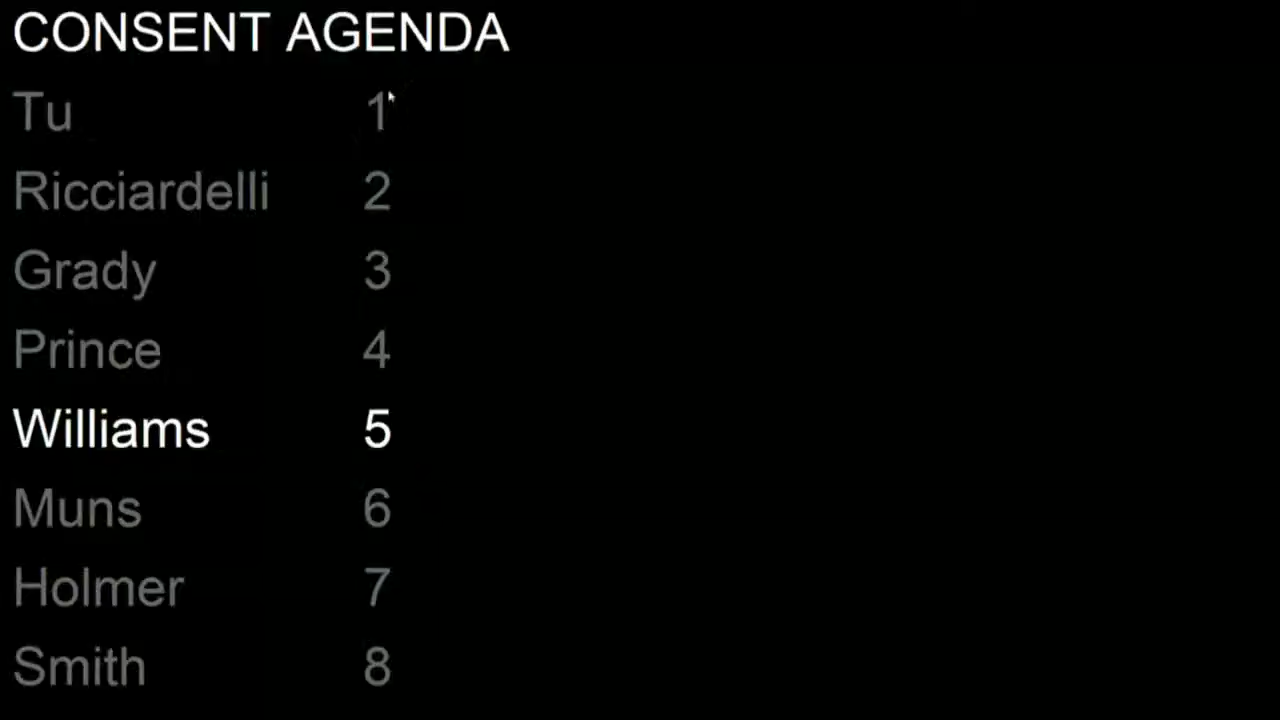 CONSENT AGENDA
Tu 1
Ricciardelli 2
Grady 3
Prince 4
Williams 5
Muns 6
Holmer 7
Smith 8